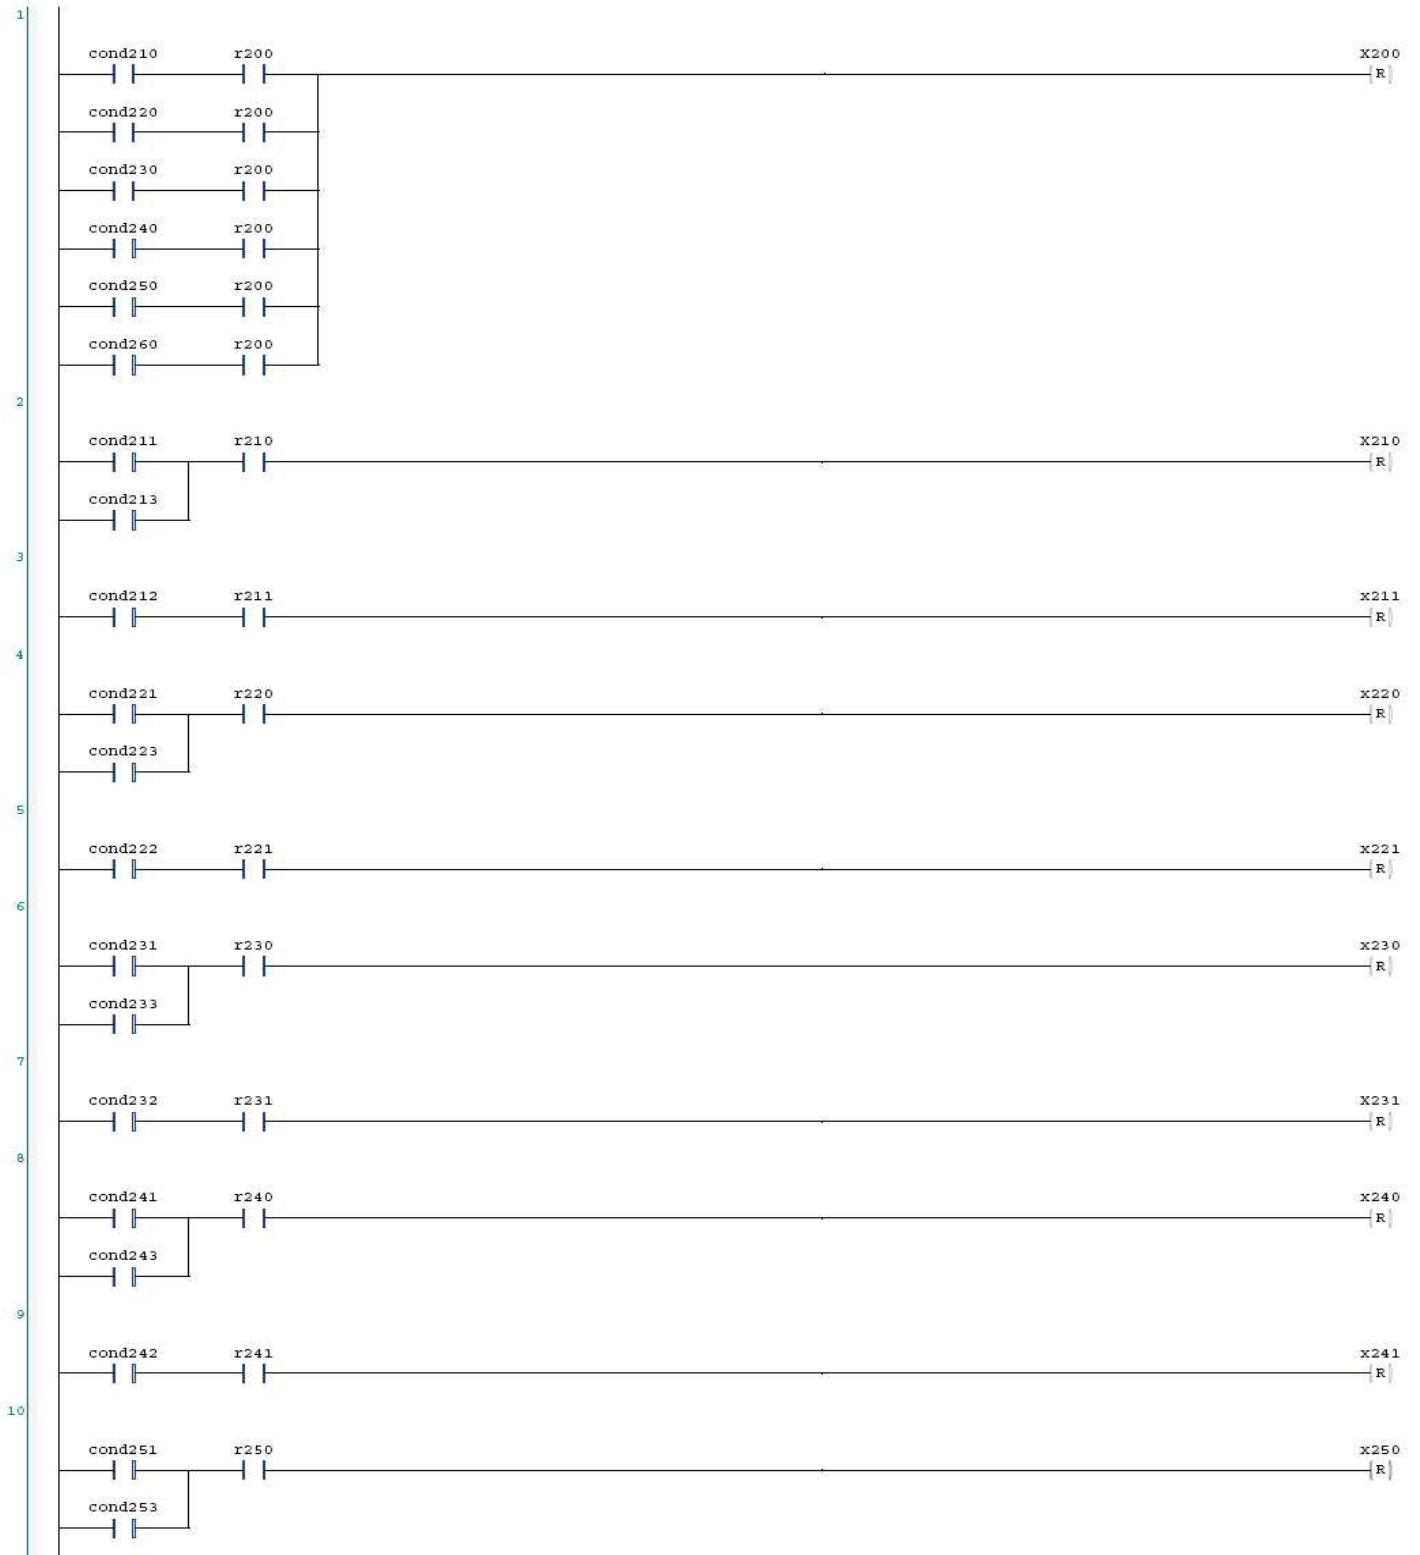 1
cond210 r200 X200
R
cond220 r200
cond230 r200
cond240 r200
cond250 r200
cond260 r200
2
cond211 r210 X210
R
cond213
3
cond212 r211 x211
R
4
cond221 r220 x220
R
cond223
5
cond222 r221 x221
R
6
cond231 r230 x230
R
cond233
7
cond232 r231 X231
R
8
cond241 r240 x240
R
cond243
9
cond242 r241 x241
R
10
cond251 r250 x250
R
cond253